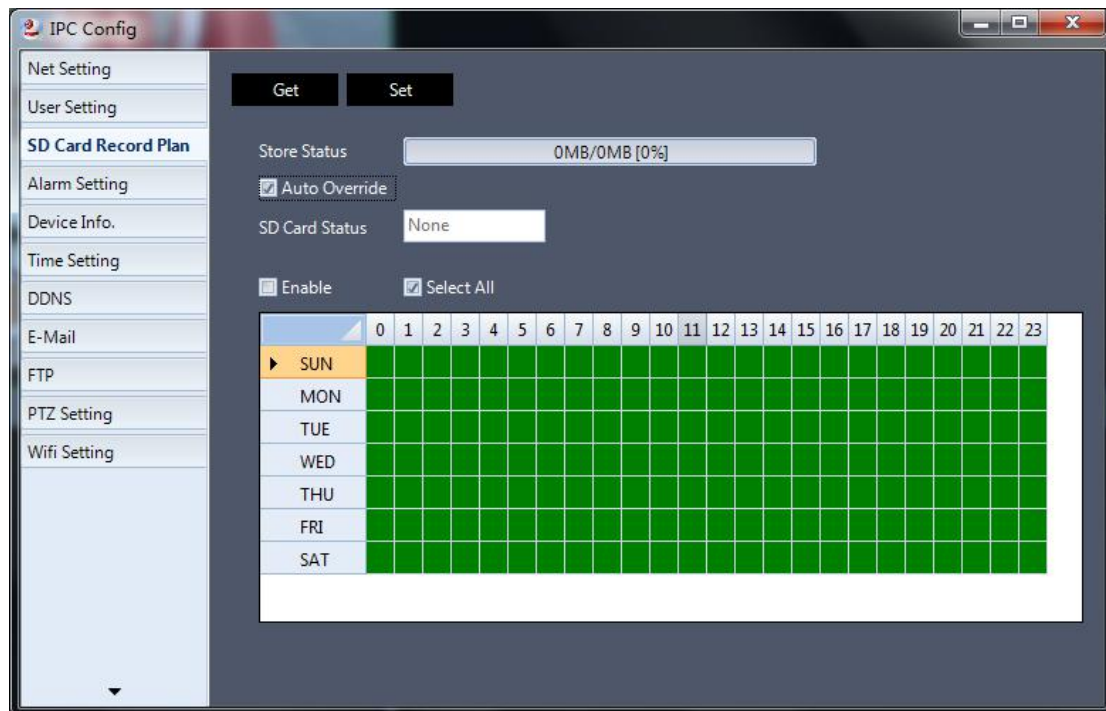 IPC Config
Net Setting
User Setting
SD Card Record Plan
Alarm Setting
Device Info.
Time Setting
DDNS
E-Mail
FTP
PTZ Setting
Wifi Setting
Get Set
Store Status 0MB/0MB [0%]
Auto Override
SD Card Status None
Enable Select All
0 1 2 3 4 5 6 7 8 9 10 11 12 13 14 15 16 17 18 19 20 21 22 23
SUN
MON
TUE
WED
THU
FRI
SAT